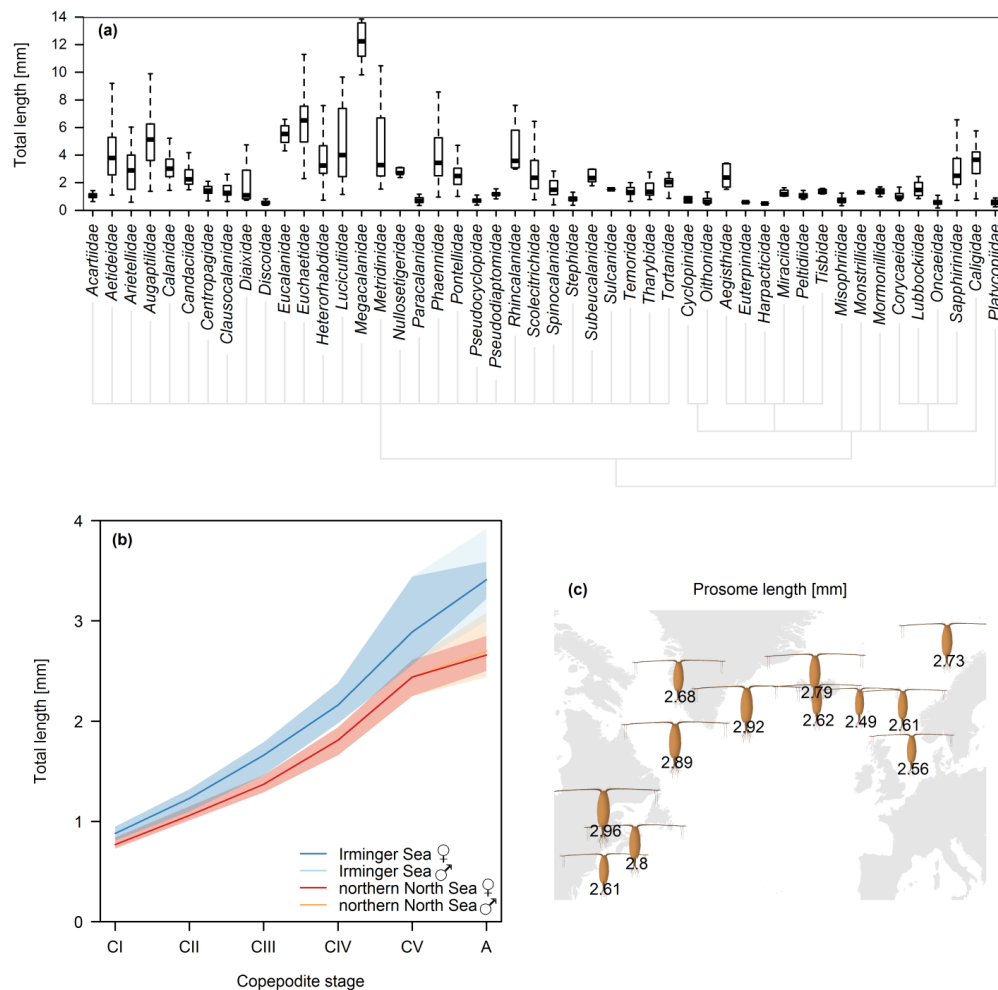 (a)
Total length [mm]
14
12
10
8
6
4
2
0
Acartiidae
Aetideidae
Arietellidae
Augaptilidae
Calanidae
Candaciidae
Centropagidae
Clausocalanidae
Diaixidae
Discoidae
Eucalanidae
Euchaetidae
Heterorhabdidae
Lucicutiidae
Megacalanidae
Metridinidae
Nullosetigeridae
Paracalanidae
Phaennidae
Pontellidae
Pseudocyclopidae
Pseudodiaptomidae
Rhincalanidae
Scolecitrichidae
Spinocalanidae
Stephidae
Subeucalanidae
Sulcanidae
Temoridae
Tharybidae
Tortanidae
Cyclopinidae
Oithonidae
Aegisthidae
Euterpinidae
Harpacticidae
Miraciidae
Peltidiidae
Tisbidae
Misophriidae
Monstrillidae
Mormonillidae
Corycaeidae
Lubbockiidae
Oncaeidae
Sapphirinidae
Caligidae
Platycopiidae
(b)
Total length [mm]
4
3
2
1
0
CI
CII
CIII
CIV
CV
A
Copepodite stage
Irminger Sea ♀
Irminger Sea ♂
northern North Sea ♀
northern North Sea ♂
(c)
Prosome length [mm]
2.73
2.68
2.79
2.92
2.62
2.49
2.61
2.89
2.56
2.96
2.8
2.61